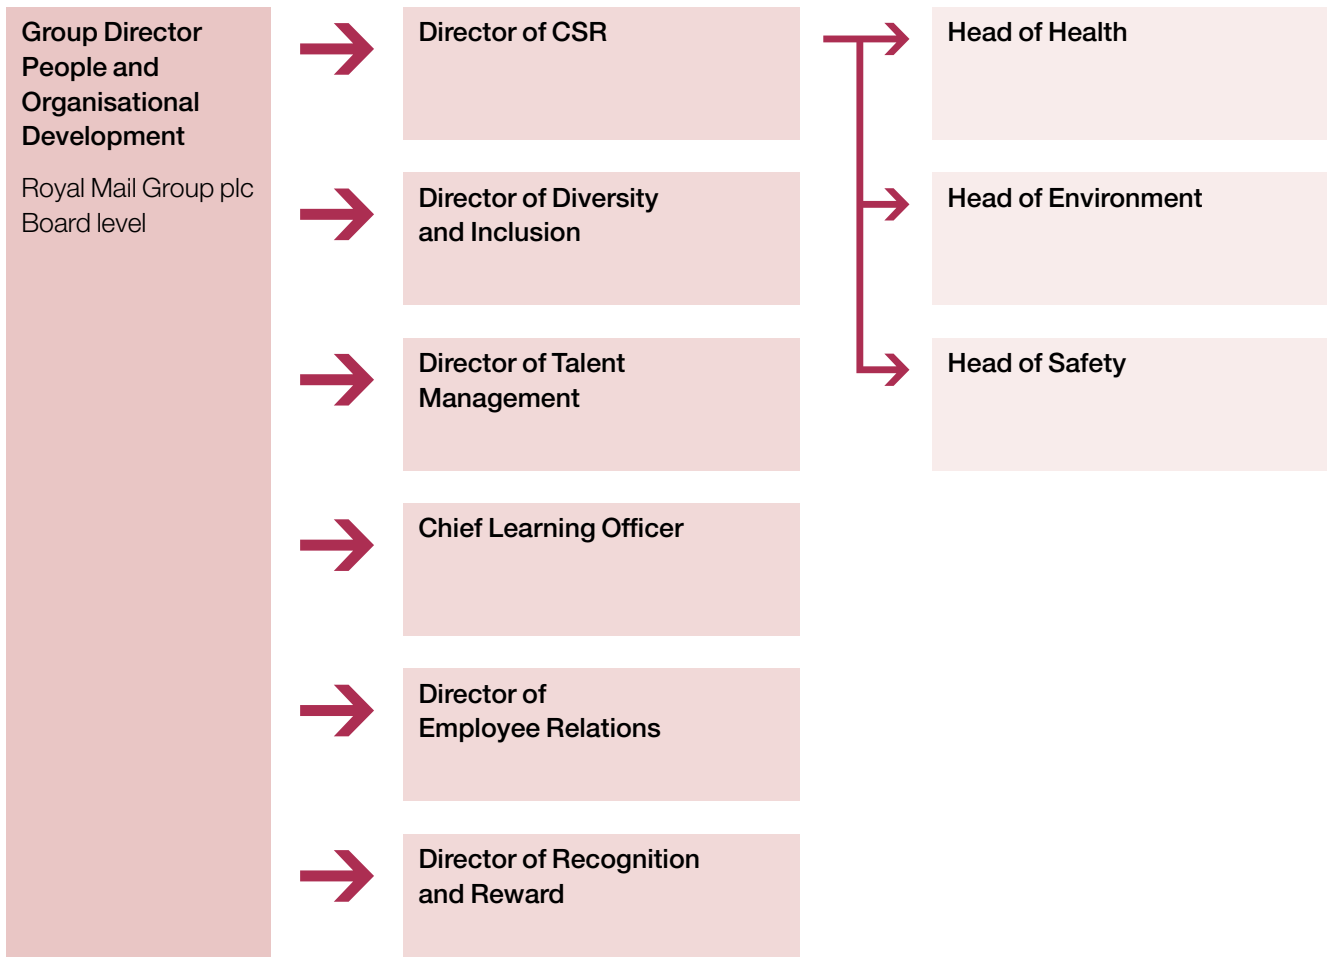 Group Director
People and
Organisational
Development
Royal Mail Group plc
Board level
Director of CSR
Director of Diversity
and Inclusion
Director of Talent
Management
Chief Learning Officer
Director of
Employee Relations
Director of Recognition
and Reward
Head of Health
Head of Environment
Head of Safety